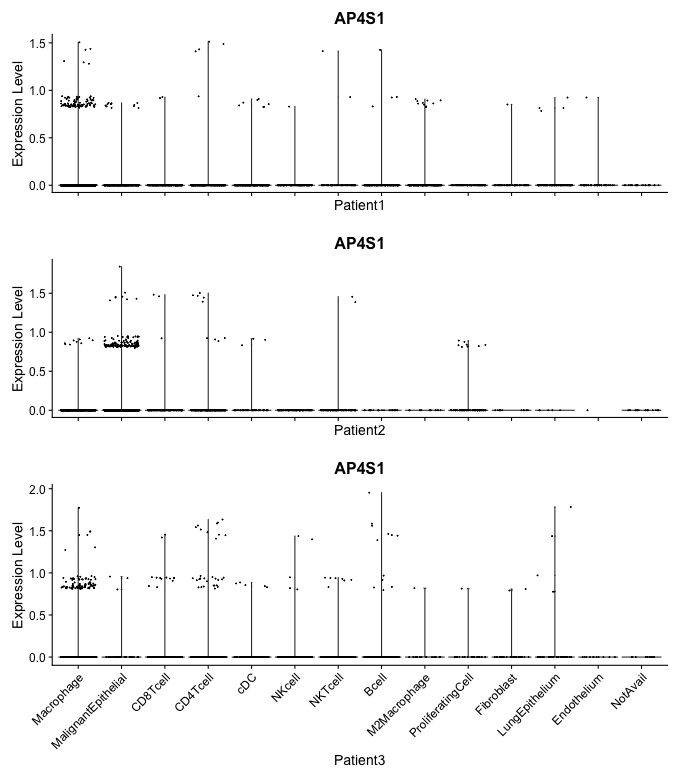 AP4S1
Expression Level
1.5
1.0
0.5
0.0
Patient1
AP4S1
Expression Level
1.5
1.0
0.5
0.0
Patient2
AP4S1
Expression Level
2.0
1.5
1.0
0.5
0.0
Macrophage
MalignantEpithelial
CD8Tcell
CD4Tcell
cDC
NKcell
NKTcell
Bcell
M2Macrophage
ProliferatingCell
Fibroblast
LungEpithelium
Endothelium
NotAvail
Patient3